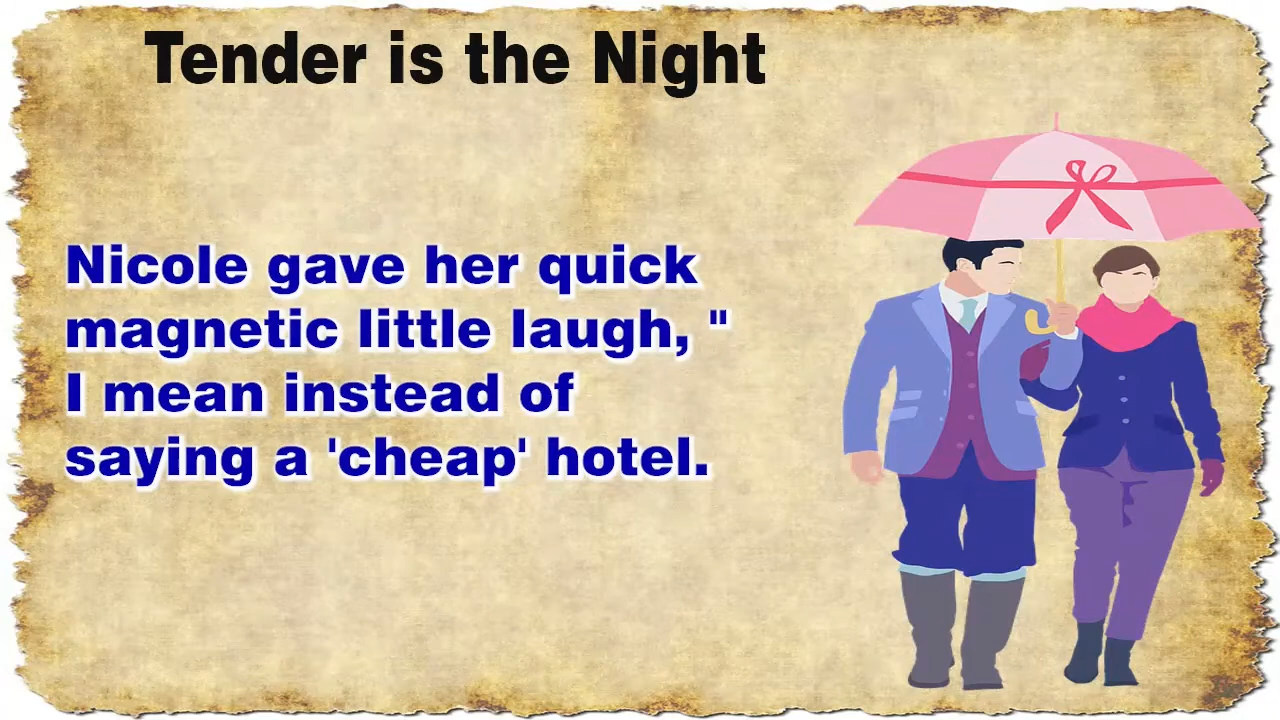 Tender is the Night
Nicole gave her quick
magnetic little laugh, "
I mean instead of
saying a 'cheap' hotel.